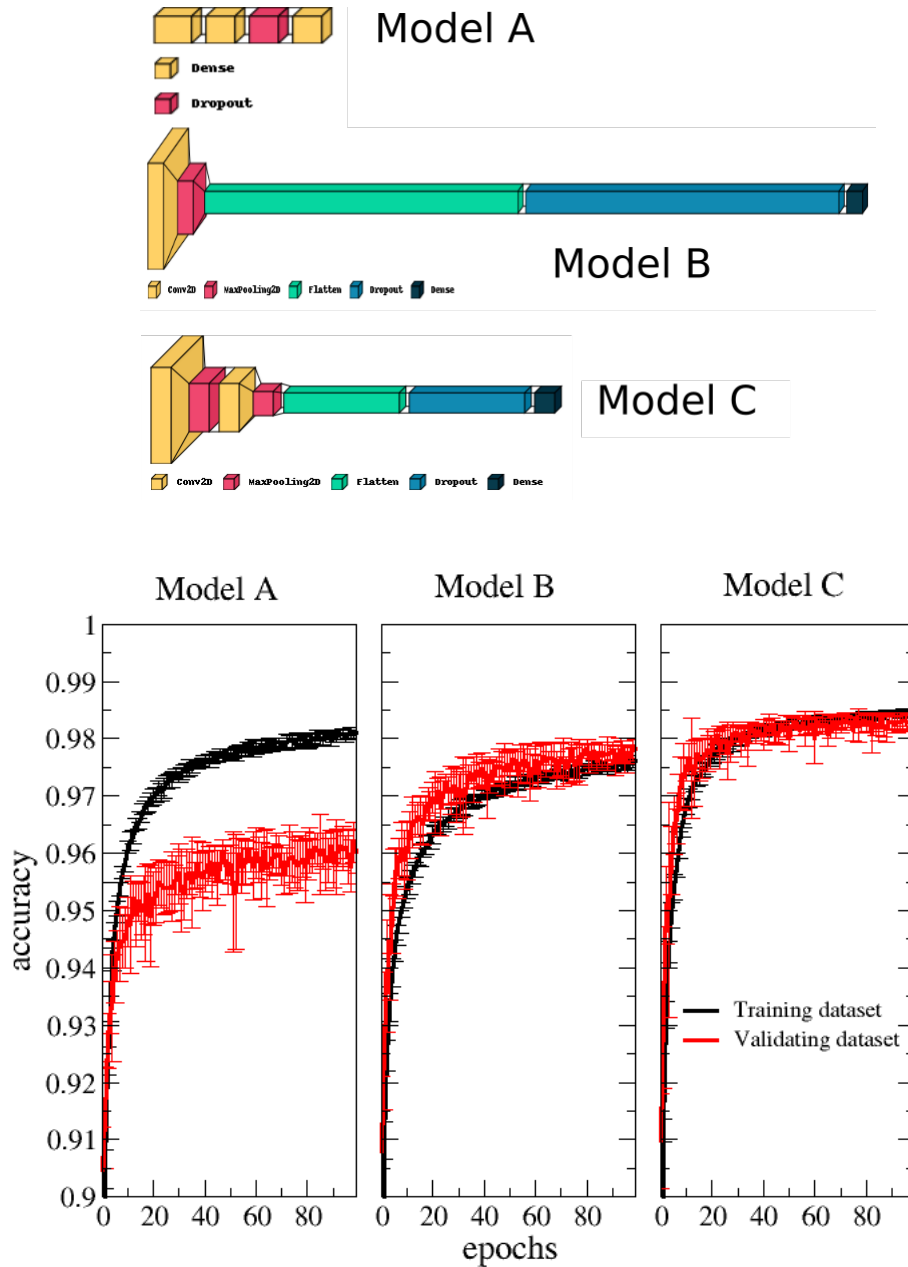 Model A
Dense
Dropout
Model B
Conv2D MaxPooling2D Flatten Dropout Dense
Model C
Conv2D MaxPooling2D Flatten Dropout Dense
Model A Model B Model C
1
0.99
0.98
0.97
0.96
0.95
0.94
0.93
0.92
0.91
0.9
accuracy
Training dataset
Validating dataset
20 40 60 80 20 40 60 80 0 20 40 60 80
epochs